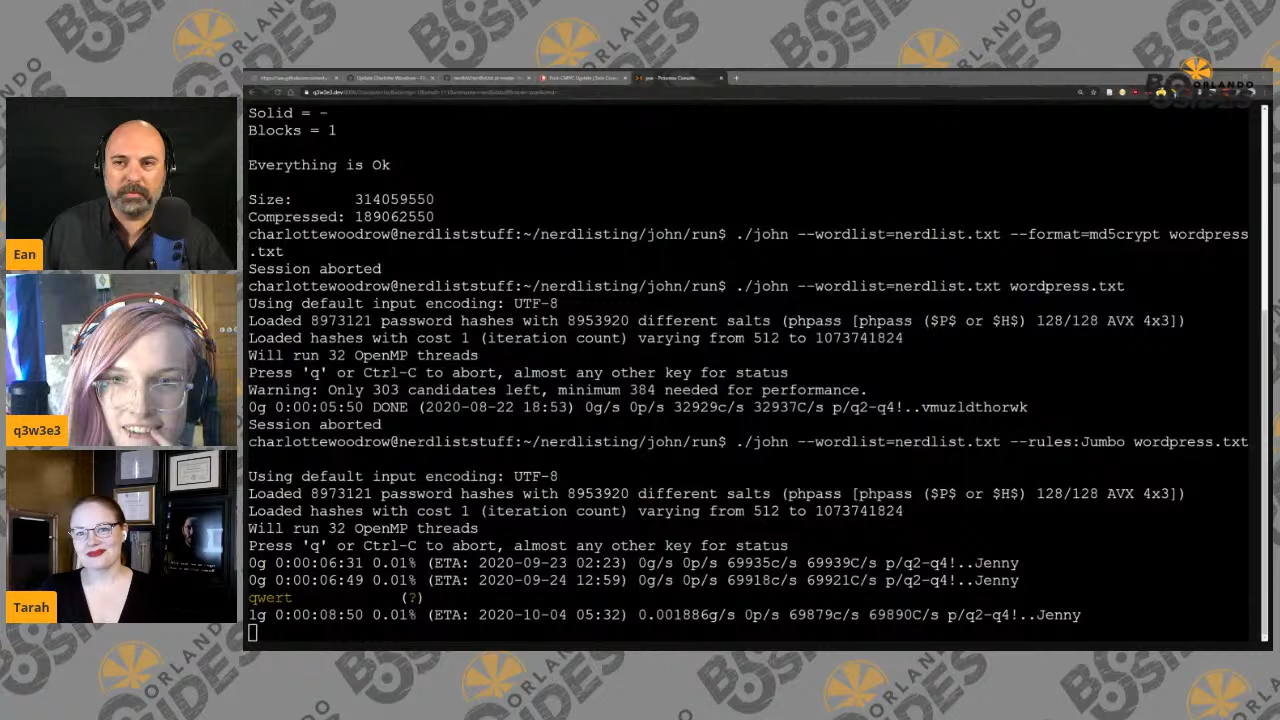 BSIDES ORLANDO
Update Charlotte Woodrow - Fi
q3w3e3.dev
ORLANDO
Solid = -
Blocks = 1
Everything is Ok
Size: 314059550
Compressed: 189062550
charlottewoodrow@nerdliststuff:~/nerdlisting/john/run$ ./john --wordlist=nerdlist.txt --format=md5crypt wordpress
.txt
Session aborted
charlottewoodrow@nerdliststuff:~/nerdlisting/john/run$ ./john --wordlist=nerdlist.txt wordpress.txt
Using default input encoding: UTF-8
Loaded 8973121 password hashes with 8953920 different salts (phpass [phpass ($P$ or $H$) 128/128 AVX 4x3])
Loaded hashes with cost 1 (iteration count) varying from 512 to 1073741824
Will run 32 OpenMP threads
Press 'q' or Ctrl-C to abort, almost any other key for status
Warning: Only 303 candidates left, minimum 384 needed for performance.
0g 0:00:05:50 DONE (2020-08-22 18:53) 0g/s 0p/s 32929c/s 32937C/s p/q2-q4!..vmuzldthorwk
Session aborted
charlottewoodrow@nerdliststuff:~/nerdlisting/john/run$ ./john --wordlist=nerdlist.txt --rules:Jumbo wordpress.txt
Using default input encoding: UTF-8
Loaded 8973121 password hashes with 8953920 different salts (phpass [phpass ($P$ or $H$) 128/128 AVX 4x3])
Loaded hashes with cost 1 (iteration count) varying from 512 to 1073741824
Will run 32 OpenMP threads
Press 'q' or Ctrl-C to abort, almost any other key for status
0g 0:00:06:31 0.01% (ETA: 2020-09-23 02:23) 0g/s 0p/s 69935c/s 69939C/s p/q2-q4!..Jenny
0g 0:00:06:49 0.01% (ETA: 2020-09-24 12:59) 0g/s 0p/s 69918c/s 69921C/s p/q2-q4!..Jenny
qwert (?)
1g 0:00:08:50 0.01% (ETA: 2020-10-04 05:32) 0.001886g/s 0p/s 69879c/s 69890C/s p/q2-q4!..Jenny
Ean
q3w3e3
Tarah